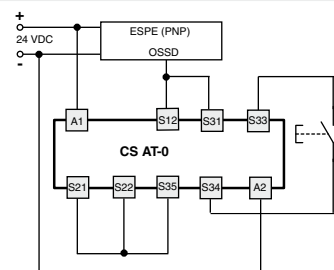 +
24 VDC
-
ESPE (PNP)
OSSD
A1
S12
S31
S33
CS AT-0
S21
S22
S35
S34
A2